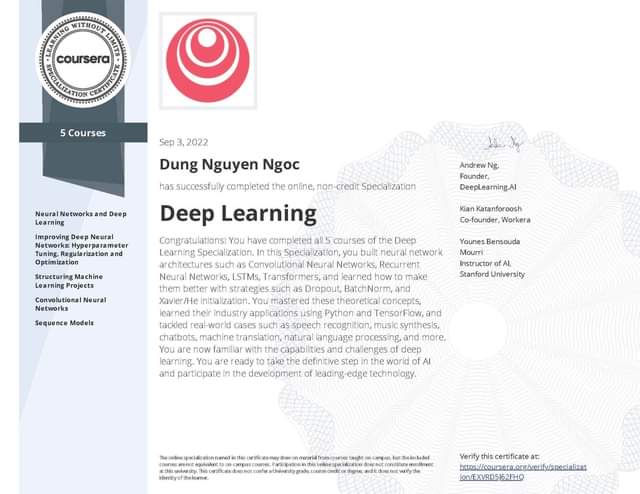 LEARNING WITHOUT LIMITS
coursera
SPECIALIZATION CERTIFICATE
5 Courses
Neural Networks and Deep
Learning
Improving Deep Neural
Networks: Hyperparameter
Tuning, Regularization and
Optimization
Structuring Machine
Learning Projects
Convolutional Neural
Networks
Sequence Models
Sep 3, 2022
Dung Nguyen Ngoc
has successfully completed the online, non-credit Specialization
Deep Learning
Congratulations! You have completed all 5 courses of the Deep
Learning Specialization. In this Specialization, you built neural network
architectures such as Convolutional Neural Networks, Recurrent
Neural Networks, LSTMs, Transformers, and learned how to make
them better with strategies such as Dropout, BatchNorm, and
Xavier/He initialization. You mastered these theoretical concepts,
learned their industry applications using Python and TensorFlow, and
tackled real-world cases such as speech recognition, music synthesis,
chatbots, machine translation, natural language processing, and more.
You are now familiar with the capabilities and challenges of deep
learning. You are ready to take the definitive step in the world of AI
and participate in the development of leading-edge technology.
Andrew Ng,
Founder,
DeepLearning.AI
Kian Katanforoosh
Co-founder, Workera
Younes Bensouda
Mourri
Instructor of AI,
Stanford University
The online specialization named in this certificate may draw on material from courses taught on-campus, but the included
courses are not equivalent to on-campus courses. Participation in this online specialization does not constitute enrollment
at this university. This certificate does not confer a University grade, course credit or degree, and it does not verify the
identity of the learner.
Verify this certificate at:
https://coursera.org/verify/specializat
ion/EXVRD5J62FHQ